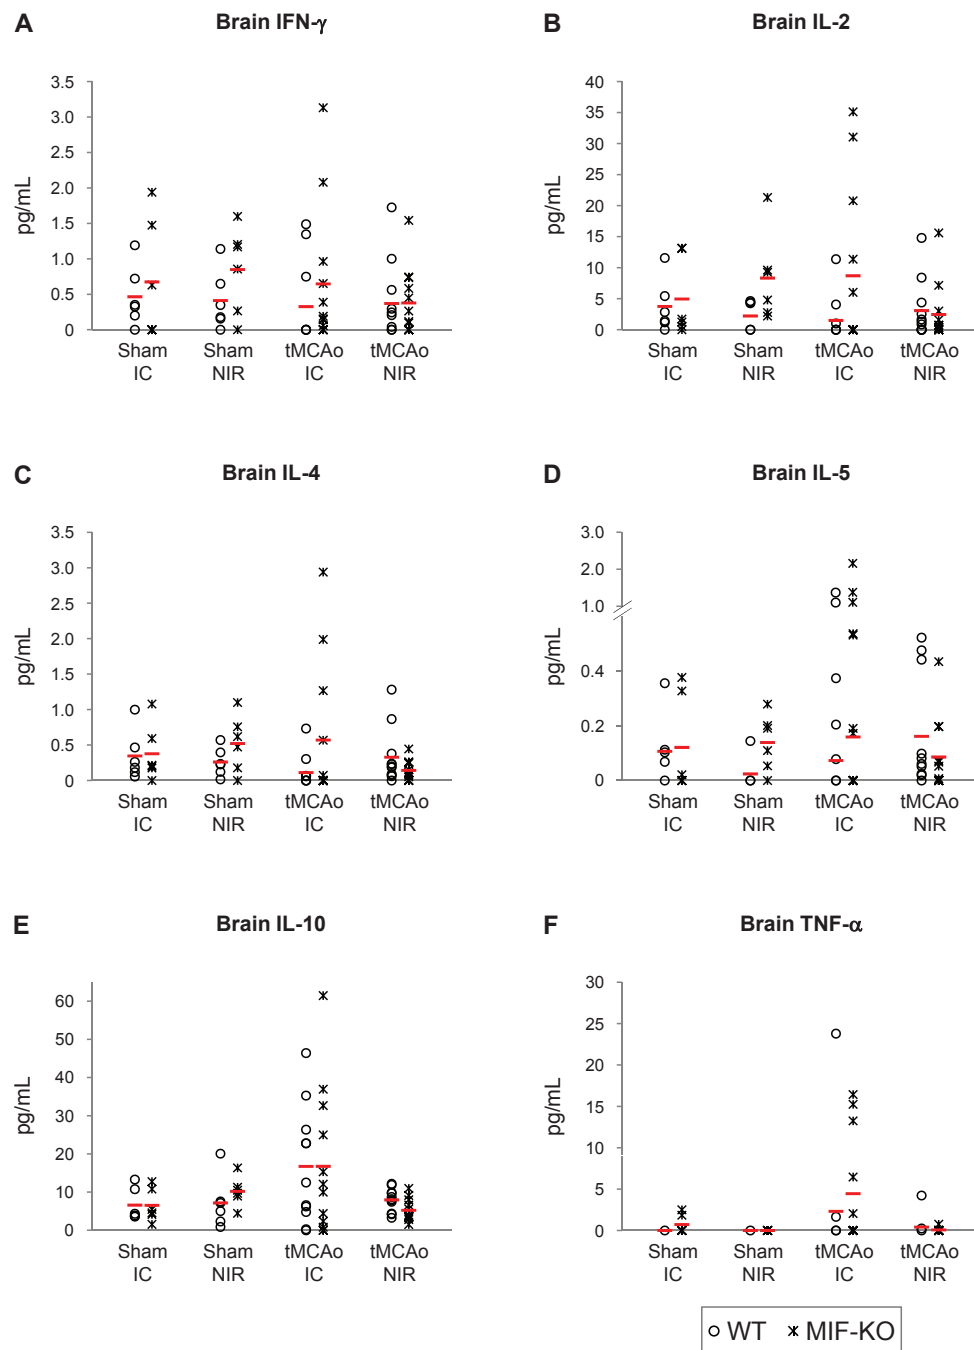 A Brain IFN-γ
pg/mL
3.5
3.0
2.5
2.0
1.5
1.0
0.5
0
Sham Sham tMCAo tMCAo
IC NIR IC NIR
B Brain IL-2
pg/mL
40
35
30
25
20
15
10
5
0
Sham Sham tMCAo tMCAo
IC NIR IC NIR
C Brain IL-4
pg/mL
3.5
3.0
2.5
2.0
1.5
1.0
0.5
0
Sham Sham tMCAo tMCAo
IC NIR IC NIR
D Brain IL-5
pg/mL
3.0
2.0
1.0
0.4
0.2
0
Sham Sham tMCAo tMCAo
IC NIR IC NIR
E Brain IL-10
pg/mL
60
50
40
30
20
10
0
Sham Sham tMCAo tMCAo
IC NIR IC NIR
F Brain TNF-α
pg/mL
30
25
20
15
10
5
0
Sham Sham tMCAo tMCAo
IC NIR IC NIR
WT MIF-KO